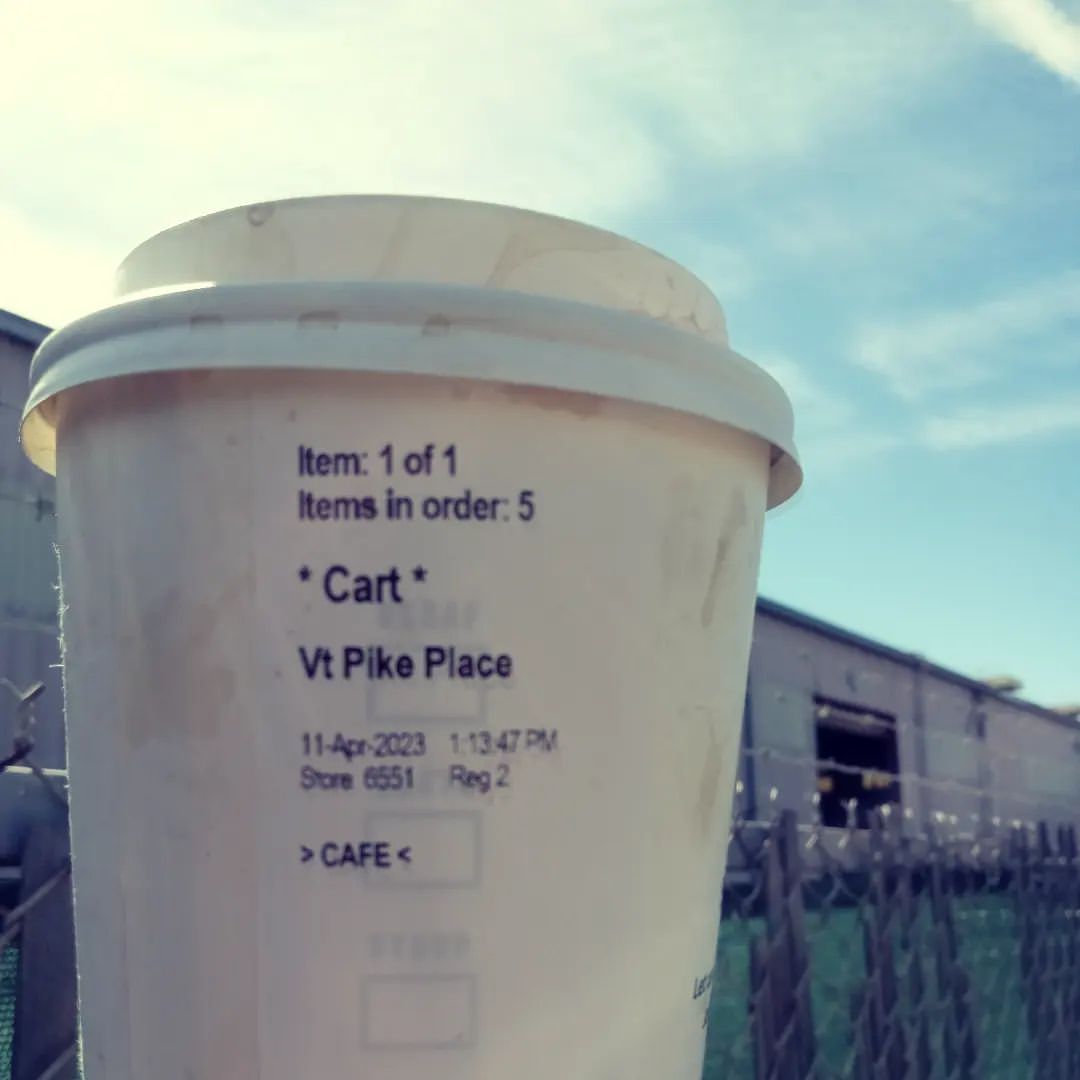 Item: 1 of 1
Items in order: 5
* Cart *
Vt Pike Place
11-Apr-2023 1:13:47 PM
Store 6551 Reg 2
> CAFE <